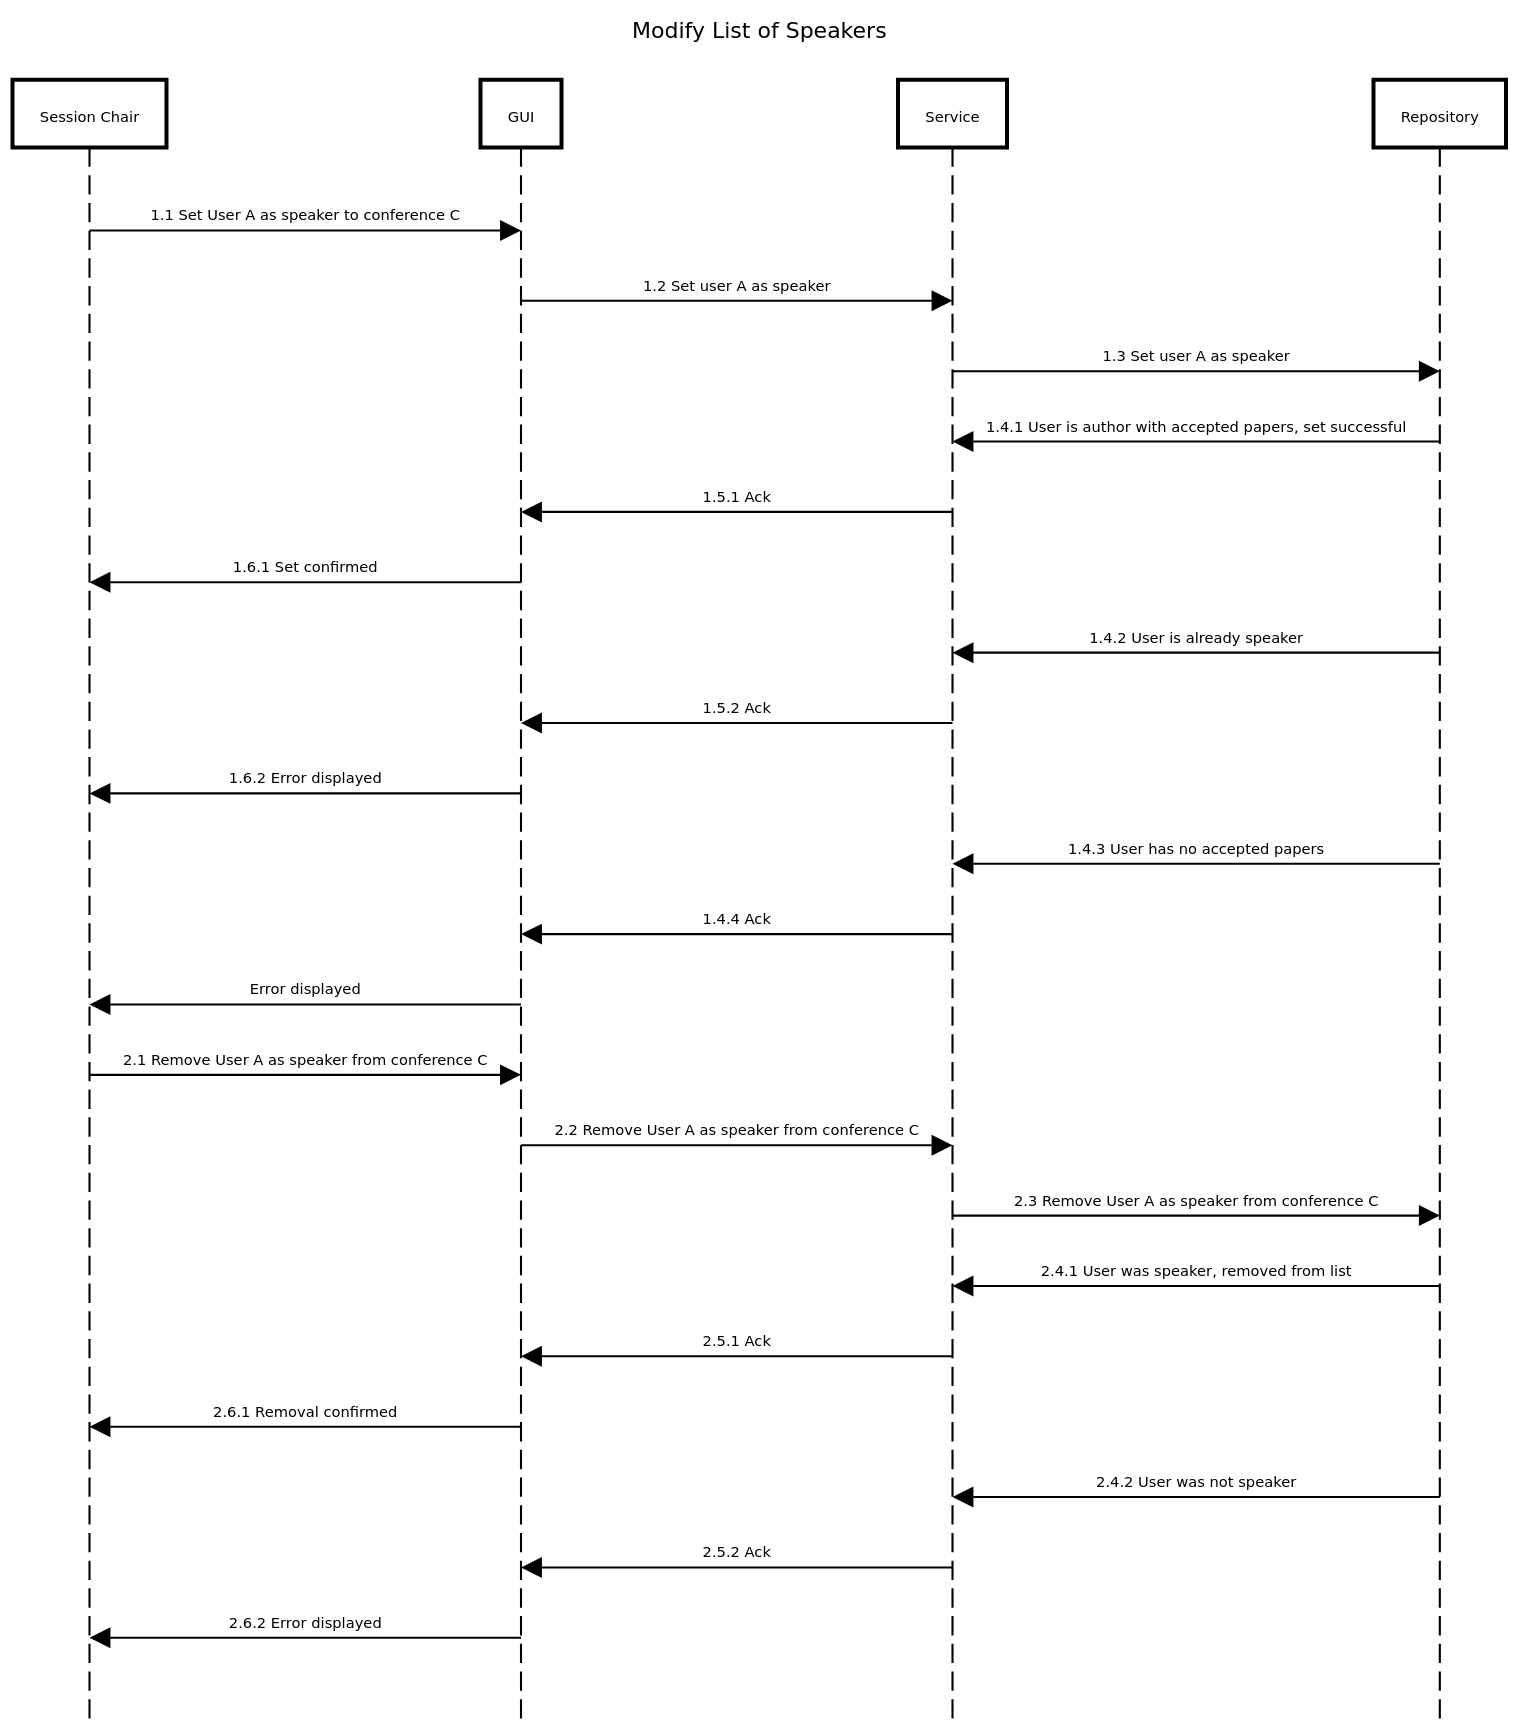 Modify List of Speakers
Session Chair
GUI
Service
Repository
1.1 Set User A as speaker to conference C
1.2 Set user A as speaker
1.3 Set user A as speaker
1.4.1 User is author with accepted papers, set successful
1.5.1 Ack
1.6.1 Set confirmed
1.4.2 User is already speaker
1.5.2 Ack
1.6.2 Error displayed
1.4.3 User has no accepted papers
1.4.4 Ack
Error displayed
2.1 Remove User A as speaker from conference C
2.2 Remove User A as speaker from conference C
2.3 Remove User A as speaker from conference C
2.4.1 User was speaker, removed from list
2.5.1 Ack
2.6.1 Removal confirmed
2.4.2 User was not speaker
2.5.2 Ack
2.6.2 Error displayed